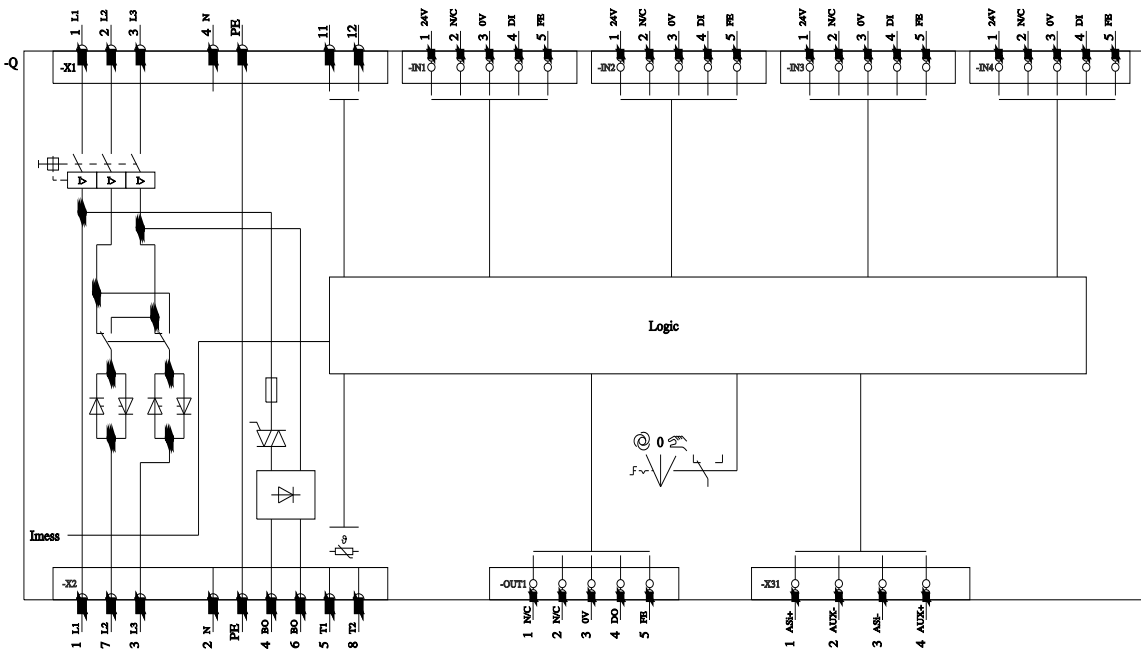 1 L1
2 L2
3 L3
4 N
PE
11
12
1 24V
2 N/C
3 0V
4 DI
5 FE
1 24V
2 N/C
3 0V
4 DI
5 FE
1 24V
2 N/C
3 0V
4 DI
5 FE
1 24V
2 N/C
3 0V
4 DI
5 FE
-Q
-X1
-IN1
-IN2
-IN3
-IN4
Logic
0
Imess
ϑ
-X2
-OUT1
-X31
1 L1
7 L2
3 L3
2 N
PE
4 BO
6 BO
5 T1
8 T2
1 N/C
2 N/C
3 0V
4 DO
5 FE
1 ASi+
2 AUX-
3 ASi-
4 AUX+